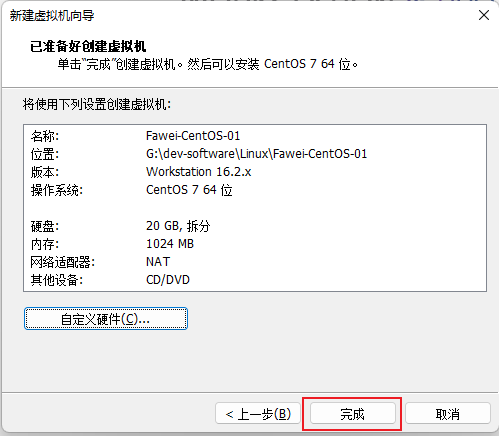 新建虚拟机向导
已准备好创建虚拟机
单击“完成”创建虚拟机。然后可以安装 CentOS 7 64 位。
将使用下列设置创建虚拟机:
名称: Fawei-CentOS-01
位置: G:\dev-software\Linux\Fawei-CentOS-01
版本: Workstation 16.2.x
操作系统: CentOS 7 64 位
硬盘: 20 GB, 拆分
内存: 1024 MB
网络适配器: NAT
其他设备: CD/DVD
自定义硬件(C)...
< 上一步(B) 完成 取消